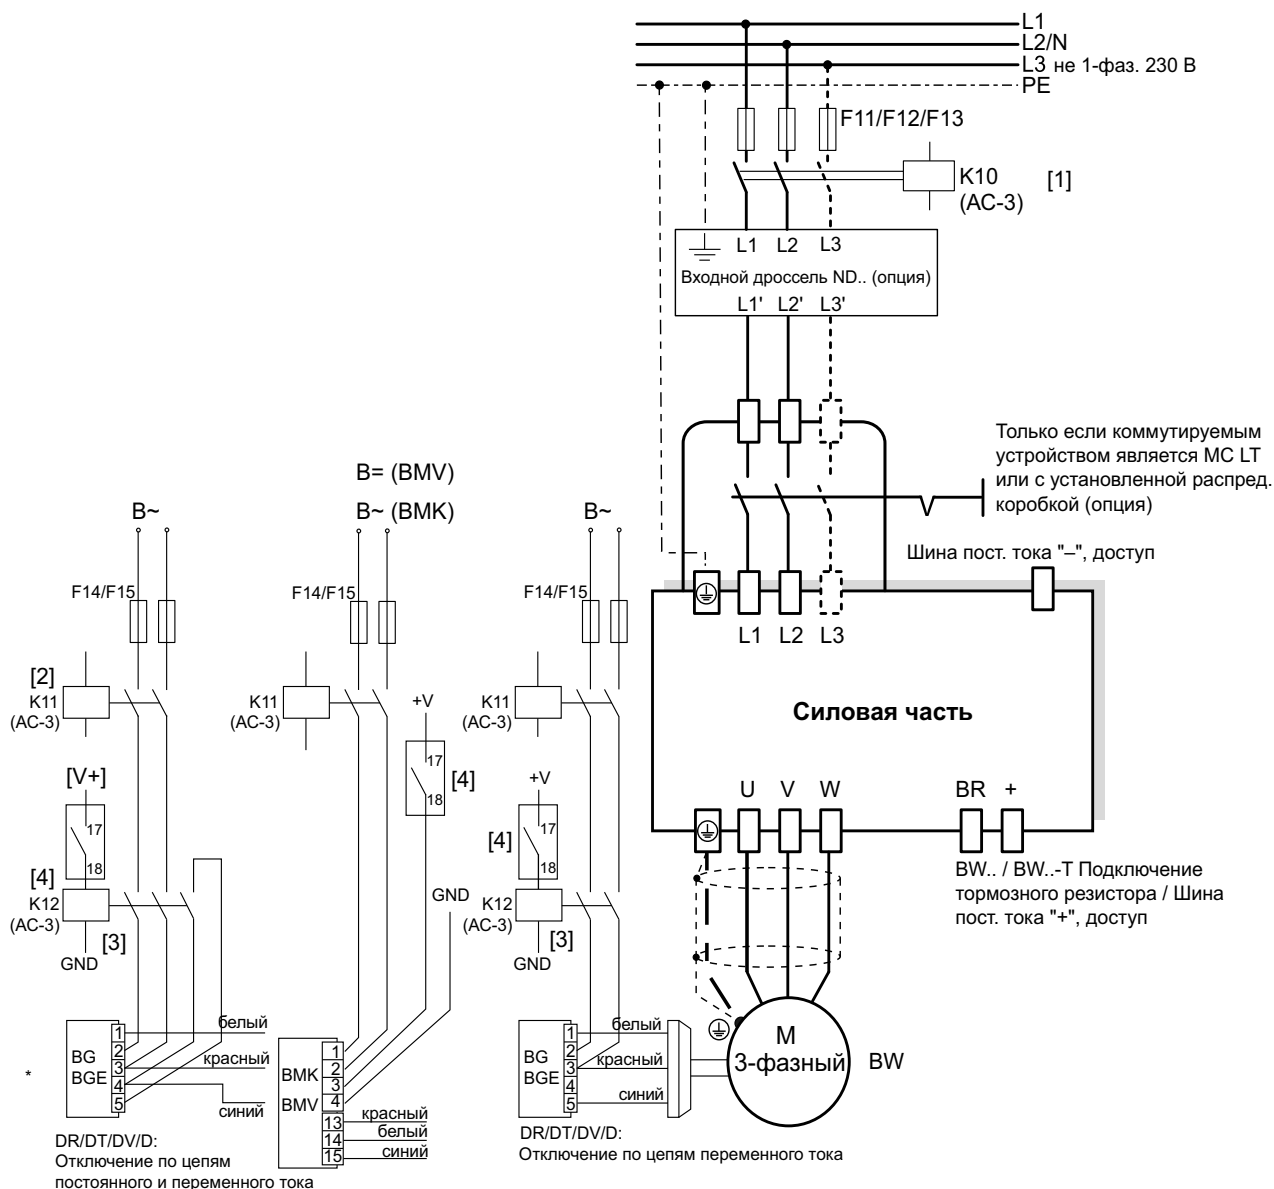 L1
L2/N
L3 не 1-фаз. 230 В
PE
F11/F12/F13
K10
(AC-3)
[1]
L1 L2 L3
Входной дроссель ND.. (опция)
L1' L2' L3'
Только если коммутируемым
устройством является MC LT
или с установленной распред.
коробкой (опция)
Шина пост. тока "–", доступ
L1 L2 L3
Силовая часть
U V W
BR +
BW.. / BW..-T Подключение
тормозного резистора / Шина
пост. тока "+", доступ
M
3-фазный
BW
B~
F14/F15
[2]
K11
(AC-3)
[V+]
17
18
[4]
K12
(AC-3)
[3]
GND
BG
BGE
1
2
3
4
5
белый
красный
синий
*
DR/DT/DV/D:
Отключение по цепям
постоянного и переменного тока
B= (BMV)
B~ (BMK)
F14/F15
K11
(AC-3)
+V
17
18
[4]
GND
BMK
BMV
1
2
3
4
13
14
15
красный
белый
синий
B~
F14/F15
K11
(AC-3)
+V
17
18
[4]
K12
(AC-3)
[3]
GND
BG
BGE
1
2
3
4
5
белый
красный
синий
DR/DT/DV/D:
Отключение по цепям переменного тока